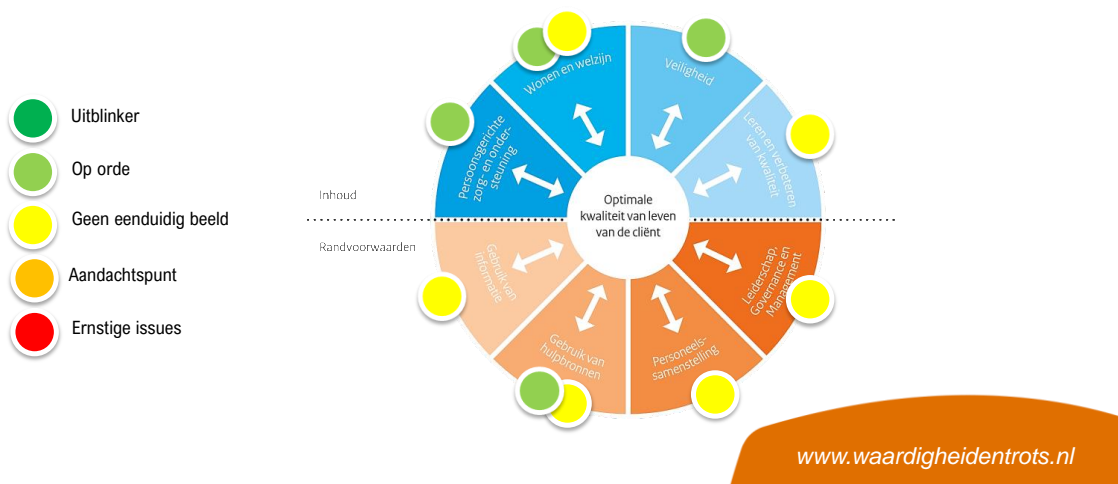 Uitblinker
Op orde
Geen eenduidig beeld
Aandachtspunt
Ernstige issues
Inhoud
Randvoorwaarden
Persoonsgerichte
zorg- en onder-
steuning
Wonen en welzijn
Veiligheid
Leren en verbeteren
van kwaliteit
Optimale
kwaliteit van leven
van de cliënt
Gebruik van
informatie
Gebruik van
hulpbronnen
Personeels-
samenstelling
Leiderschap,
Governance en
Management
www.waardigheidentrots.nl